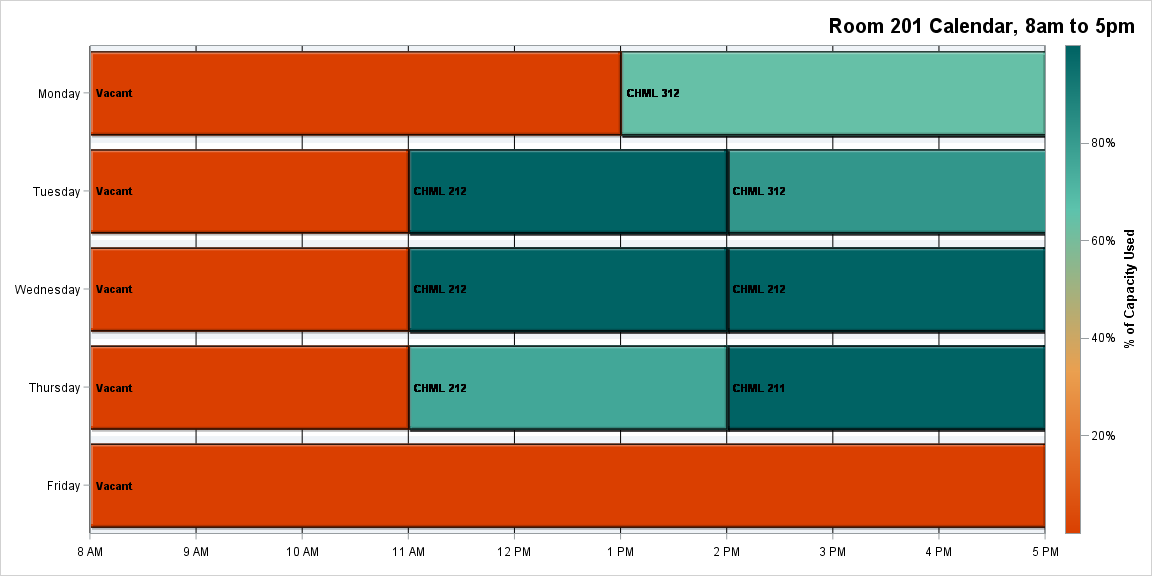 Room 201 Calendar, 8am to 5pm
Monday
Vacant
CHML 312
Tuesday
Vacant
CHML 212
CHML 312
Wednesday
Vacant
CHML 212
CHML 212
Thursday
Vacant
CHML 212
CHML 211
Friday
Vacant
8 AM
9 AM
10 AM
11 AM
12 PM
1 PM
2 PM
3 PM
4 PM
5 PM
80%
60%
40%
20%
% of Capacity Used